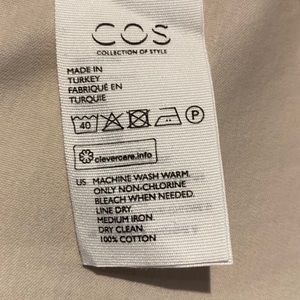 COS
COLLECTION OF STYLE
MADE IN
TURKEY
FABRIQUÉ EN
TURQUIE
40 P
clevercare.info
US MACHINE WASH WARM.
ONLY NON-CHLORINE
BLEACH WHEN NEEDED.
LINE DRY
MEDIUM IRON
DRY CLEAN
100% COTTON